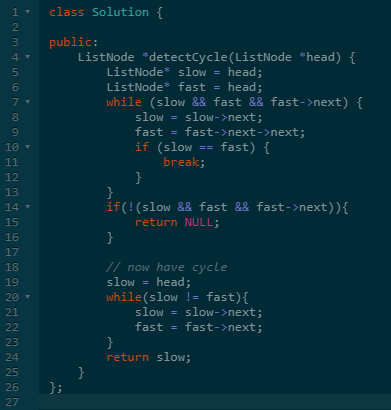 1 class Solution {
2
3 public:
4     ListNode *detectCycle(ListNode *head) {
5         ListNode* slow = head;
6         ListNode* fast = head;
7         while (slow && fast && fast->next) {
8             slow = slow->next;
9             fast = fast->next->next;
10             if (slow == fast) {
11                 break;
12             }
13         }
14         if(!(slow && fast && fast->next)){
15             return NULL;
16         }
17
18         // now have cycle
19         slow = head;
20         while(slow != fast){
21             slow = slow->next;
22             fast = fast->next;
23         }
24         return slow;
25     }
26 };
27